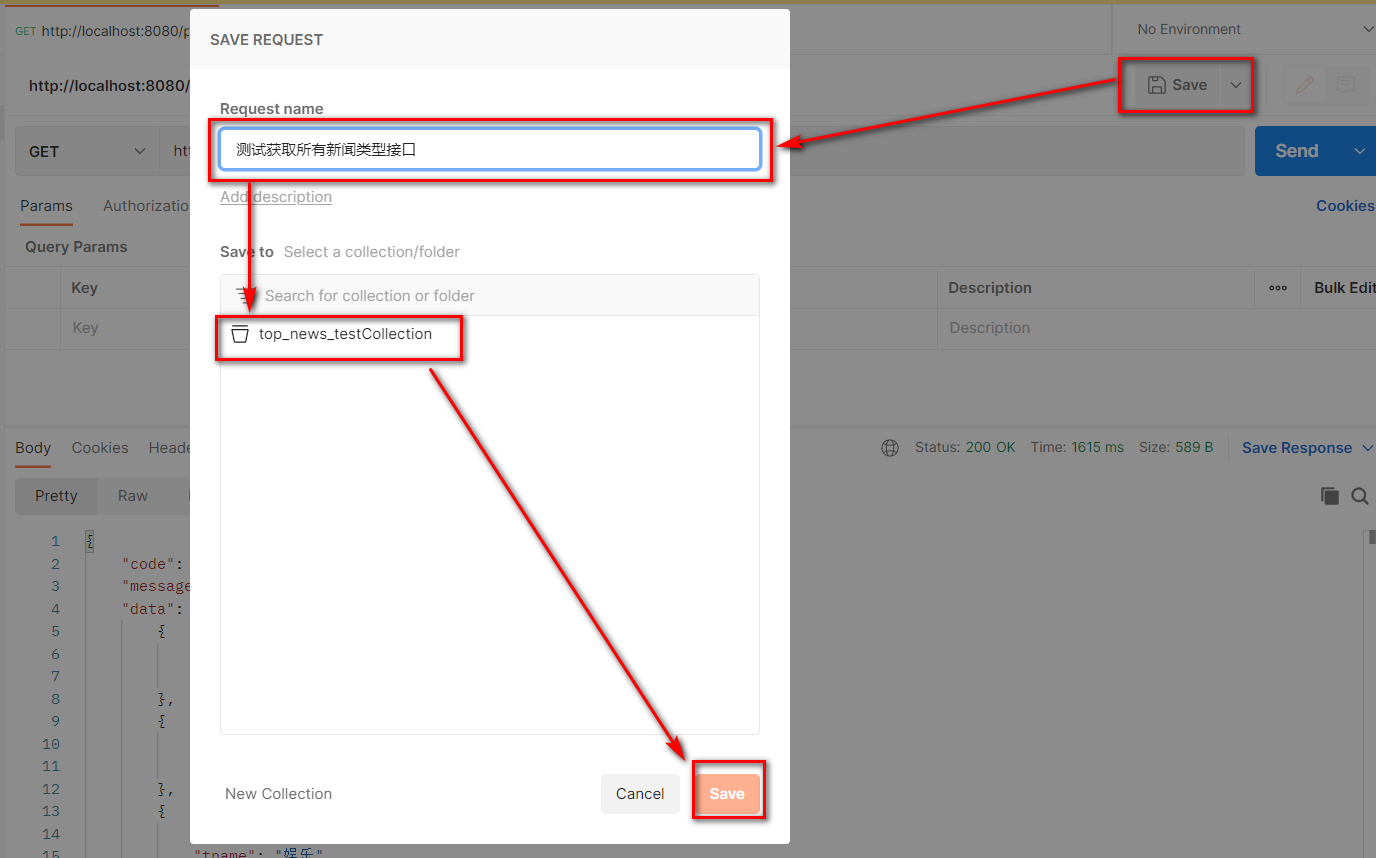 GET http://localhost:8080/p
No Environment
SAVE REQUEST
http://localhost:8080/
Save
Request name
测试获取所有新闻类型接口
GET
htt
Send
Add description
Params
Authorizatio
Cookies
Query Params
Save to Select a collection/folder
Key
Search for collection or folder
Description
Bulk Edit
Key
top_news_testCollection
Description
Body
Cookies
Heade
Status: 200 OK
Time: 1615 ms
Size: 589 B
Save Response
Pretty
Raw
1 {
2 "code":
3 "message
4 "data":
5 {
6
7
8 },
9 {
10
11
12 },
13 {
14
15 "tname": "娱乐"
New Collection
Cancel
Save